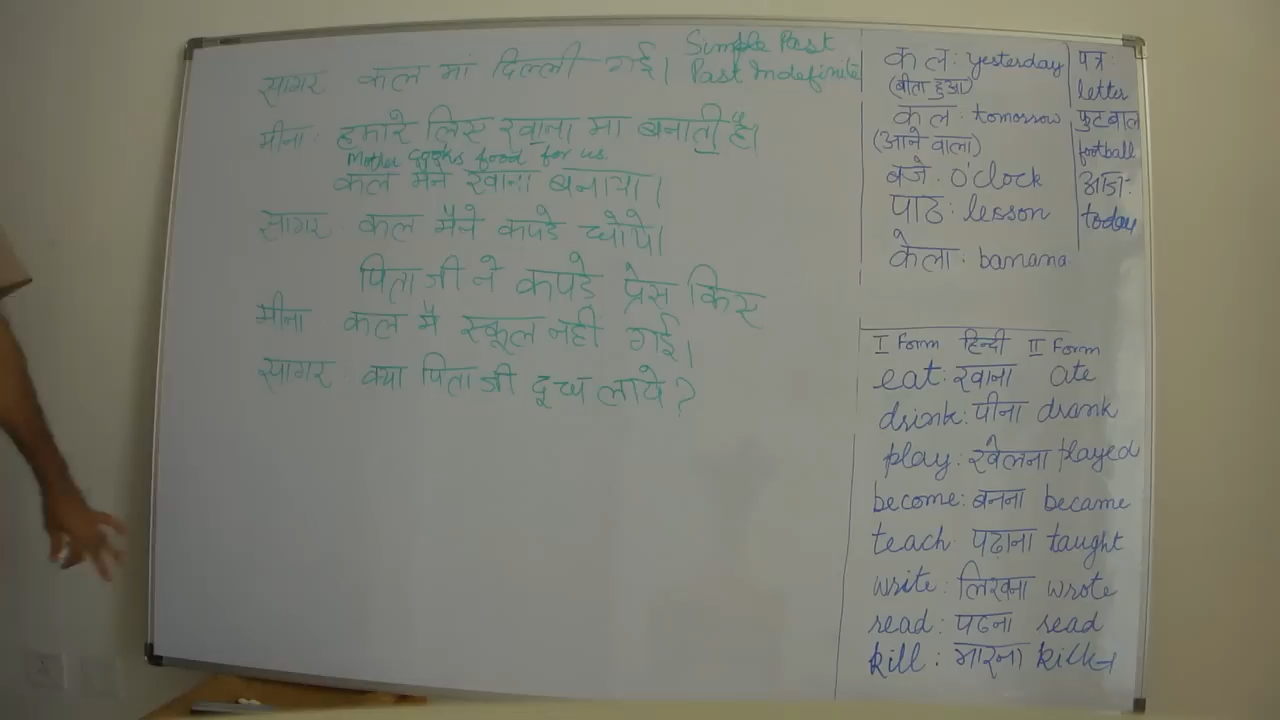 सागर कल मां दिल्ली गई। Simple Past
Past Indefinite
मीना: हमारे लिए खाना मा बनाती है।
Mother cooks food for us.
कल मैने खाना बनाया।
सागर कल मैने कपडे धोये।
पिता जी ने कपडे प्रेस किए
मीना कल मै स्कूल नही गई।
सागर क्या पिता जी दूध लाये?
कल: yesterday
(बीता हुआ)
कल: tomorrow
(आने वाला)
बजे: O'clock
पाठ: lesson
केला: banana
पत्र:
letter
फुटबाल
football
today
I Form हिन्दी II Form
eat: खाना ate
drink: पीना drank
play: खेलना played
become: बनना became
teach: पढाना taught
write: लिखना wrote
read: पढना read
kill: मारना